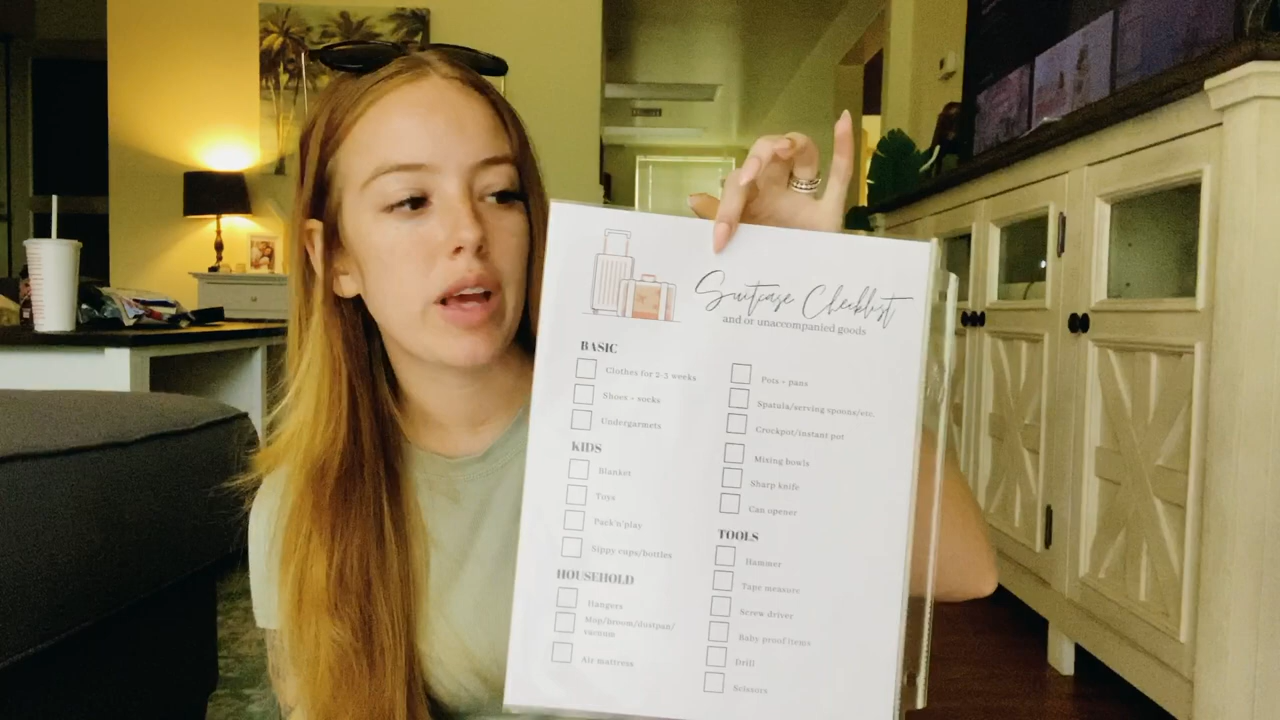 Suitcase Checklist
and or unaccompanied goods
BASIC
Clothes for 2-3 weeks
Shoes + socks
Undergarmets
KIDS
Blanket
Toys
Pack'n'play
Sippy cups/bottles
HOUSEHOLD
Hangers
Mop/broom/dustpan/
vacuum
Air mattress
Pots + pans
Spatula/serving spoons/etc.
Crockpot/instant pot
Mixing bowls
Sharp knife
Can opener
TOOLS
Hammer
Tape measure
Screw driver
Baby proof items
Drill
Scissors